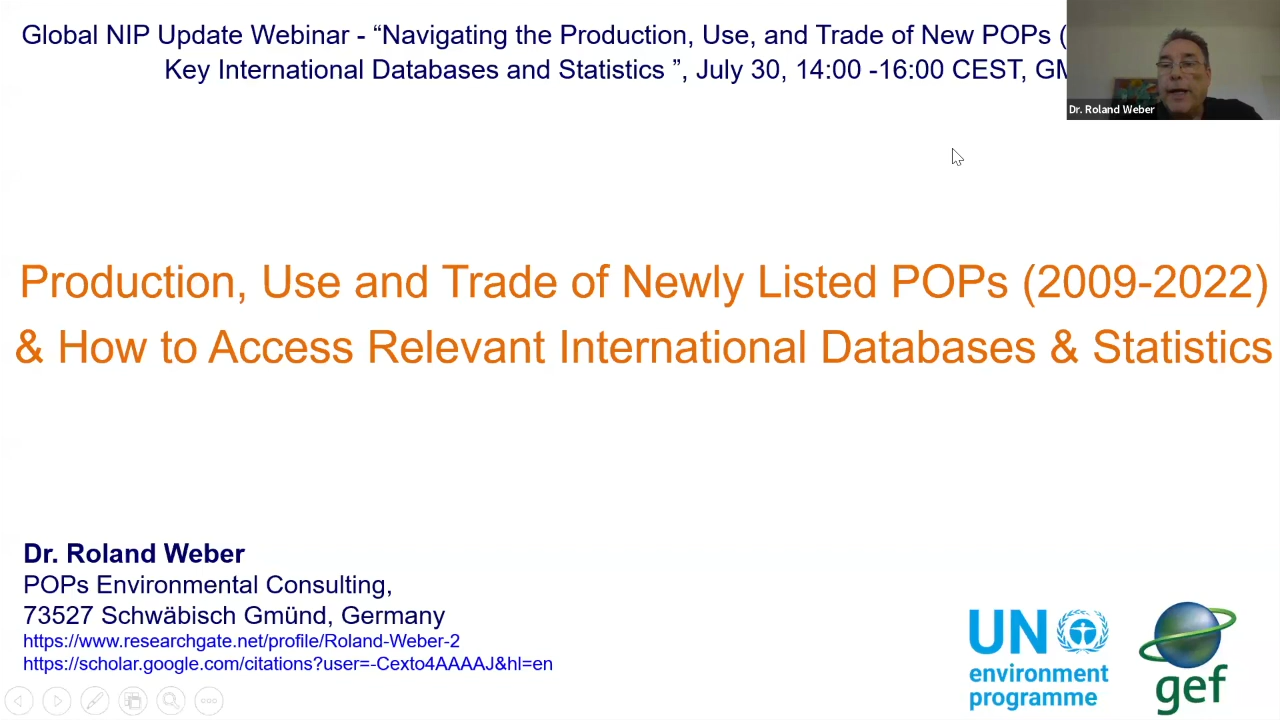 Global NIP Update Webinar - “Navigating the Production, Use, and Trade of New POPs (
Key International Databases and Statistics ”, July 30, 14:00 -16:00 CEST, GM
Dr. Roland Weber
Production, Use and Trade of Newly Listed POPs (2009-2022)
& How to Access Relevant International Databases & Statistics
Dr. Roland Weber
POPs Environmental Consulting,
73527 Schwäbisch Gmünd, Germany
https://www.researchgate.net/profile/Roland-Weber-2
https://scholar.google.com/citations?user=-Cexto4AAAAJ&hl=en
UN
environment
programme
gef